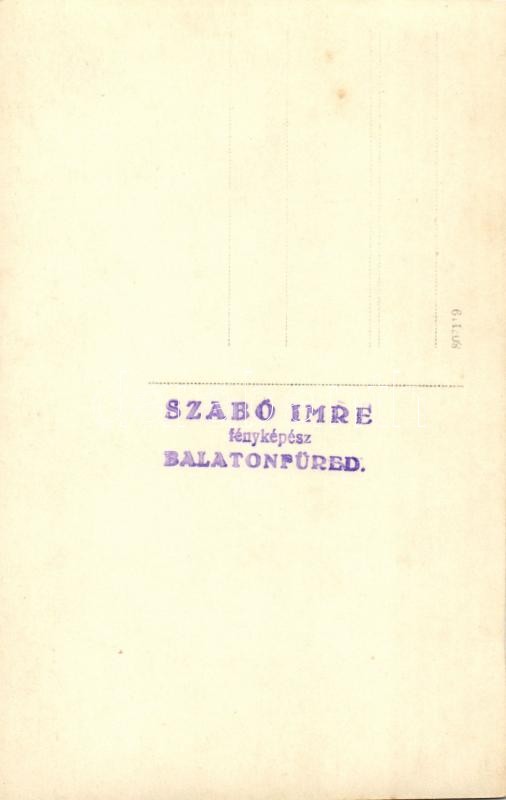 SZABÓ IMRE
fényképész
BALATONFÜRED.